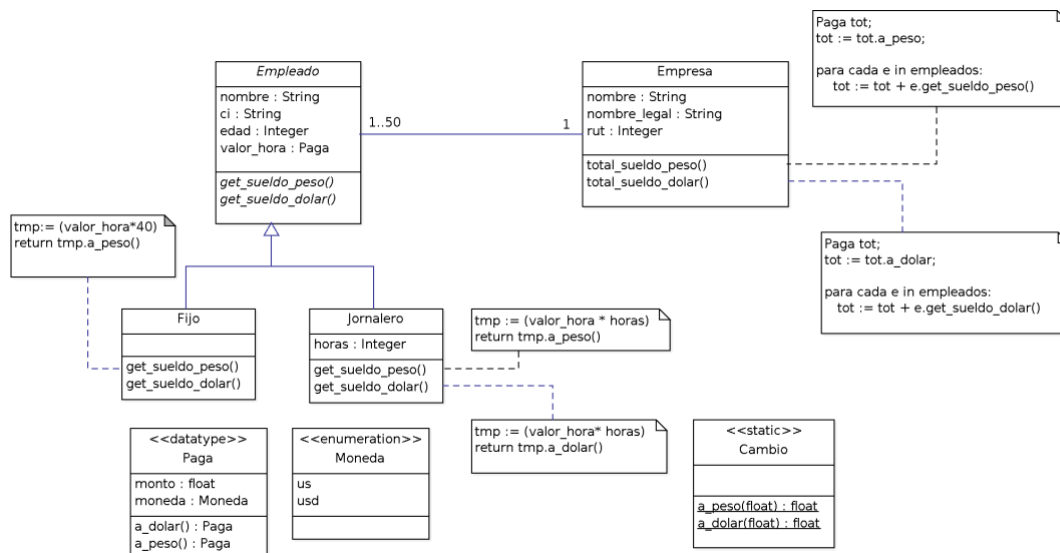 Paga tot;
tot := tot.a_peso;
para cada e in empleados:
tot := tot + e.get_sueldo_peso()
Empleado
nombre : String
ci : String
edad : Integer
valor_hora : Paga
get_sueldo_peso()
get_sueldo_dolar()
1..50
1
Empresa
nombre : String
nombre_legal : String
rut : Integer
total_sueldo_peso()
total_sueldo_dolar()
tmp:= (valor_hora*40)
return tmp.a_peso()
Paga tot;
tot := tot.a_dolar;
para cada e in empleados:
tot := tot + e.get_sueldo_dolar()
Fijo
get_sueldo_peso()
get_sueldo_dolar()
Jornalero
horas : Integer
get_sueldo_peso()
get_sueldo_dolar()
tmp := (valor_hora * horas)
return tmp.a_peso()
tmp := (valor_hora* horas)
return tmp.a_dolar()
<<datatype>>
Paga
monto : float
moneda : Moneda
a_dolar() : Paga
a_peso() : Paga
<<enumeration>>
Moneda
us
usd
<<static>>
Cambio
a_peso(float) : float
a_dolar(float) : float